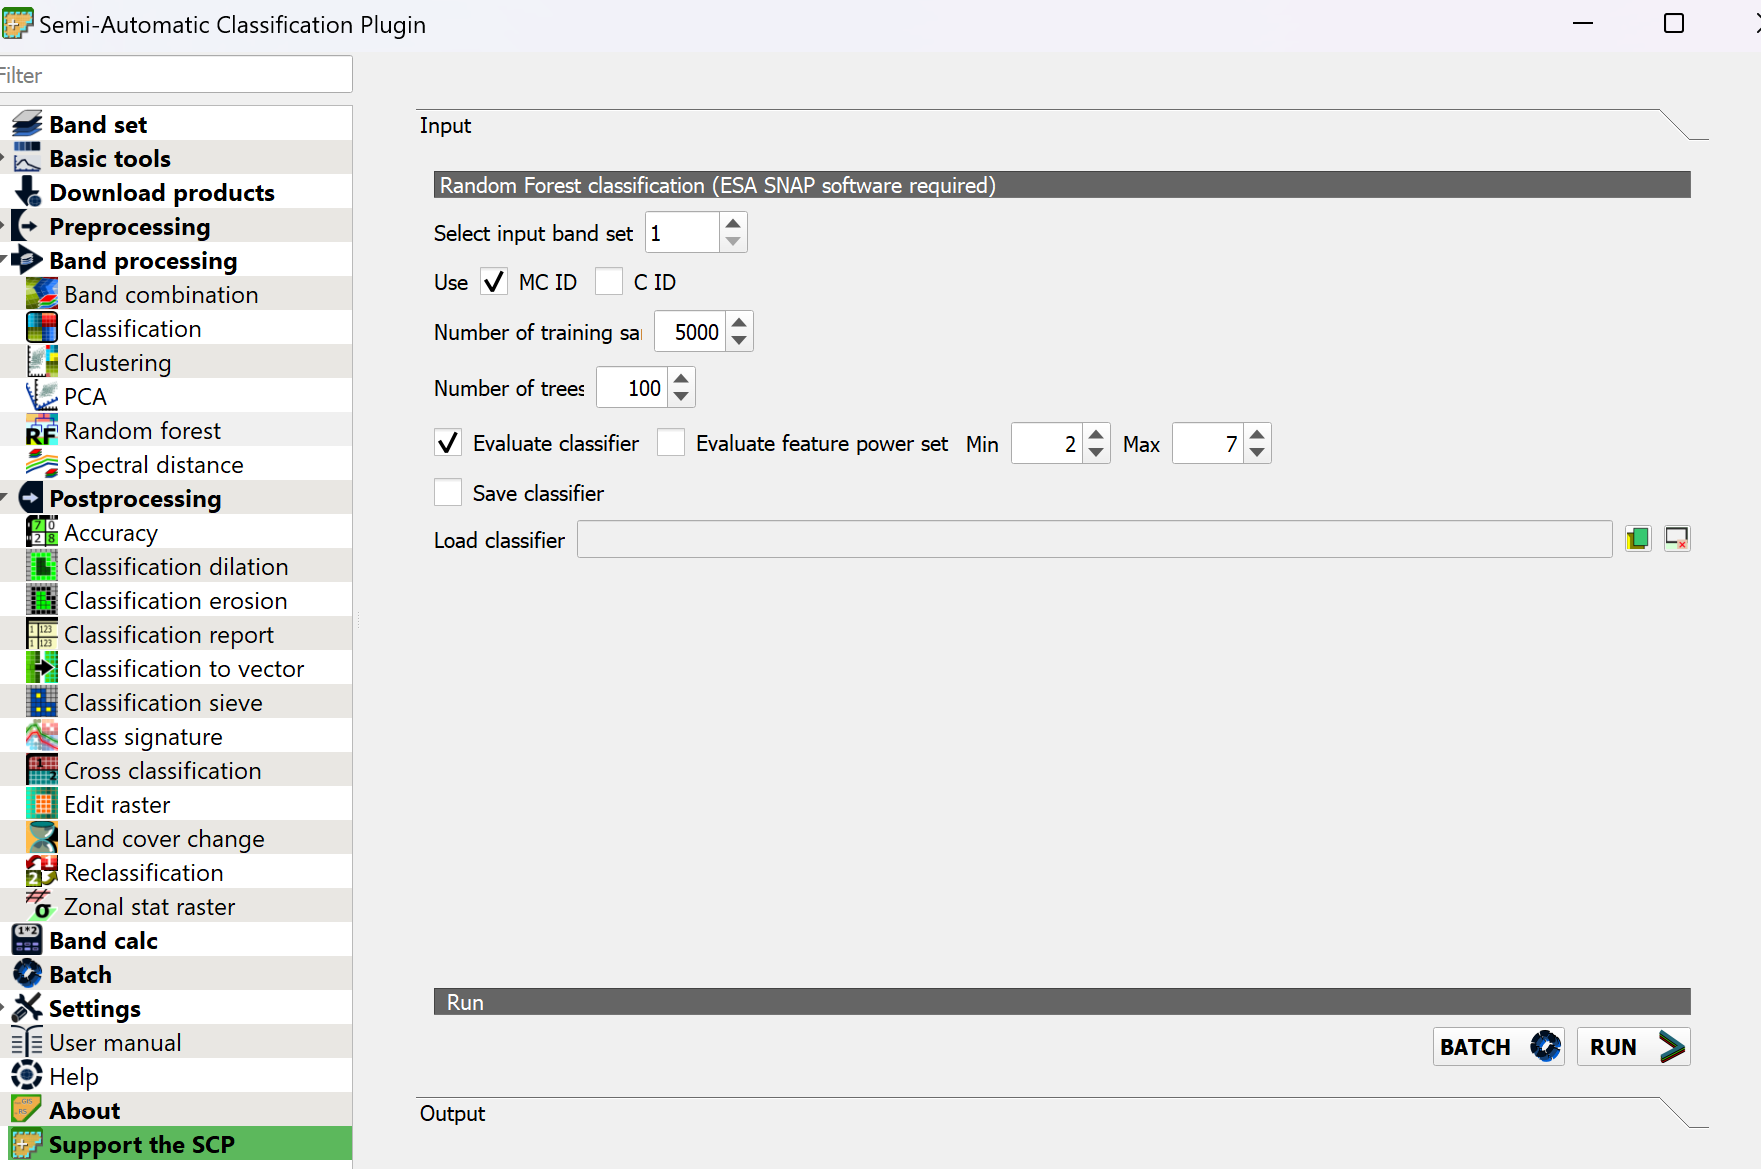 Semi-Automatic Classification Plugin
Filter
Band set
Basic tools
Download products
Preprocessing
Band processing
Band combination
Classification
Clustering
PCA
RF Random forest
Spectral distance
Postprocessing
Accuracy
Classification dilation
Classification erosion
Classification report
Classification to vector
Classification sieve
Class signature
Cross classification
Edit raster
Land cover change
Reclassification
Zonal stat raster
Band calc
Batch
Settings
User manual
Help
About
Support the SCP
Input
Random Forest classification (ESA SNAP software required)
Select input band set 1
Use MC ID C ID
Number of training sa 5000
Number of trees 100
Evaluate classifier Evaluate feature power set Min 2 Max 7
Save classifier
Load classifier
Run
BATCH RUN
Output